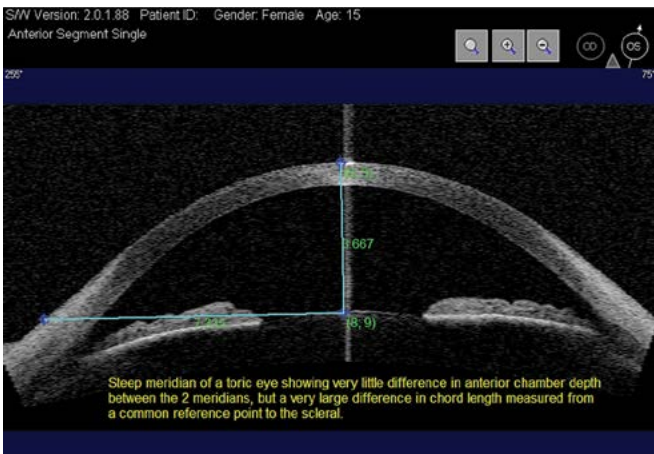 S/W Version: 2.0.1.88 Patient ID: Gender: Female Age: 15
Anterior Segment Single
OD OS
255° 75°
3.667
(8; 9)
Steep meridian of a toric eye showing very little difference in anterior chamber depth
between the 2 meridians, but a very large difference in chord length measured from
a common reference point to the scleral.